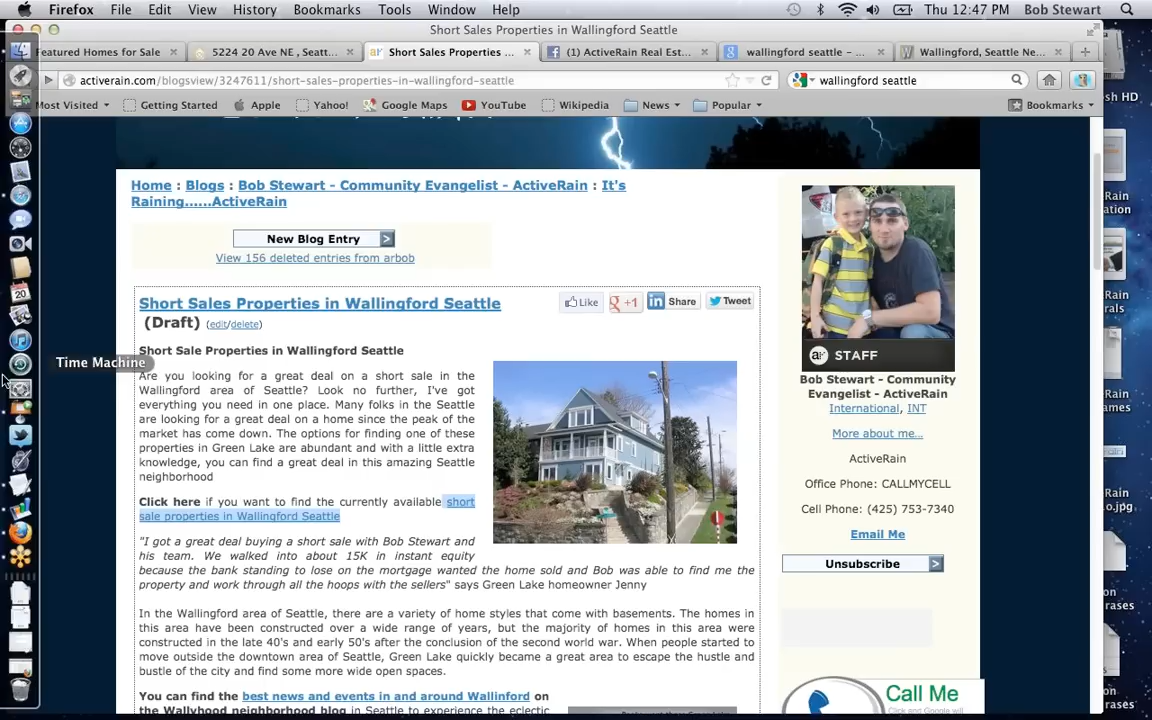 Firefox File Edit View History Bookmarks Tools Window Help Thu 12:47 PM Bob Stewart
Short Sales Properties in Wallingford Seattle
Featured Homes for Sale 5224 20 Ave NE , Seatt... Short Sales Properties ... (1) ActiveRain Real Est... wallingford seattle – ... Wallingford, Seattle Ne...
activerain.com/blogsview/3247611/short-sales-properties-in-wallingford-seattle wallingford seattle
Most Visited Getting Started Apple Yahoo! Google Maps YouTube Wikipedia News Popular Bookmarks
Home : Blogs : Bob Stewart - Community Evangelist - ActiveRain : It's
Raining......ActiveRain
New Blog Entry >
View 156 deleted entries from arbob
Short Sales Properties in Wallingford Seattle
(Draft) (edit/delete)
Like +1 Share Tweet
Short Sale Properties in Wallingford Seattle
Time Machine
Are you looking for a great deal on a short sale in the
Wallingford area of Seattle? Look no further, I've got
everything you need in one place. Many folks in the Seattle
are looking for a great deal on a home since the peak of the
market has come down. The options for finding one of these
properties in Green Lake are abundant and with a little extra
knowledge, you can find a great deal in this amazing Seattle
neighborhood
Click here if you want to find the currently available short
sale properties in Wallingford Seattle
"I got a great deal buying a short sale with Bob Stewart and
his team. We walked into about 15K in instant equity
because the bank standing to lose on the mortgage wanted the home sold and Bob was able to find me the
property and work through all the hoops with the sellers" says Green Lake homeowner Jenny
In the Wallingford area of Seattle, there are a variety of home styles that come with basements. The homes in
this area have been constructed over a wide range of years, but the majority of homes in this area were
constructed in the late 40's and early 50's after the conclusion of the second world war. When people started to
move outside the downtown area of Seattle, Green Lake quickly became a great area to escape the hustle and
bustle of the city and find some more wide open spaces.
You can find the best news and events in and around Wallinford on
the Wallyhood neighborhood blog in Seattle to experience the eclectic
ar STAFF
Bob Stewart - Community
Evangelist - ActiveRain
International, INT
More about me...
ActiveRain
Office Phone: CALLMYCELL
Cell Phone: (425) 753-7340
Email Me
Unsubscribe >
Call Me
Click and Google will